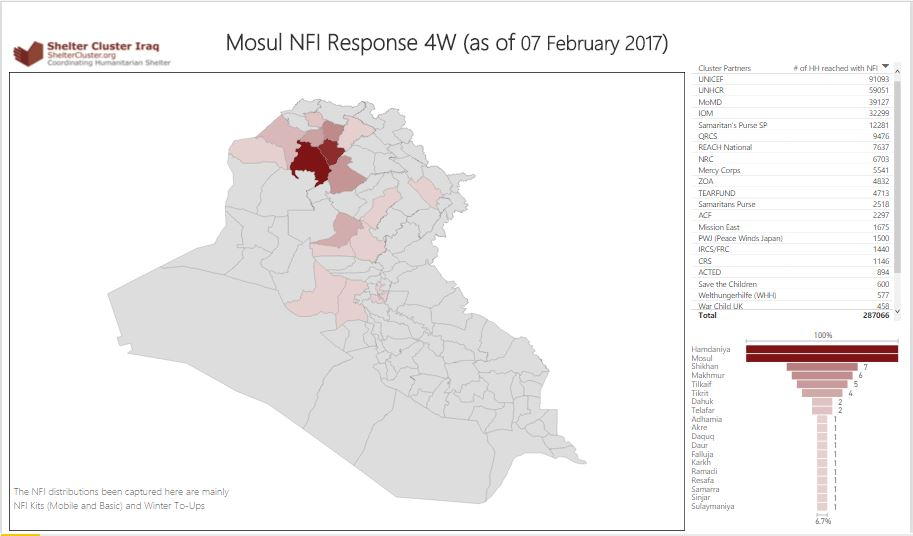 Shelter Cluster Iraq
ShelterCluster.org
Coordinating Humanitarian Shelter
Mosul NFI Response 4W (as of 07 February 2017)
Cluster Partners # of HH reached with NFI
UNICEF 91093
UNHCR 59051
MoMD 39127
IOM 32299
Samaritan's Purse SP 12281
QRCS 9476
REACH National 7637
NRC 6703
Mercy Corps 5541
ZOA 4832
TEARFUND 4713
Samaritans Purse 2518
ACF 2297
Mission East 1675
PWJ (Peace Winds Japan) 1500
IRCS/FRC 1440
CRS 1146
ACTED 894
Save the Children 600
Welthungerhilfe (WHH) 577
War Child UK 458
Total 287066
100%
Hamdaniya
Mosul
Shikhan 7
Makhmur 6
Tilkaif 5
Tikrit 4
Dahuk 2
Telafar 2
Adhamia 1
Akre 1
Daquq 1
Daur 1
Falluja 1
Karkh 1
Ramadi 1
Resafa 1
Samarra 1
Sinjar 1
Sulaymaniya 1
6.7%
The NFI distributions been captured here are mainly
NFI Kits (Mobile and Basic) and Winter To-Ups